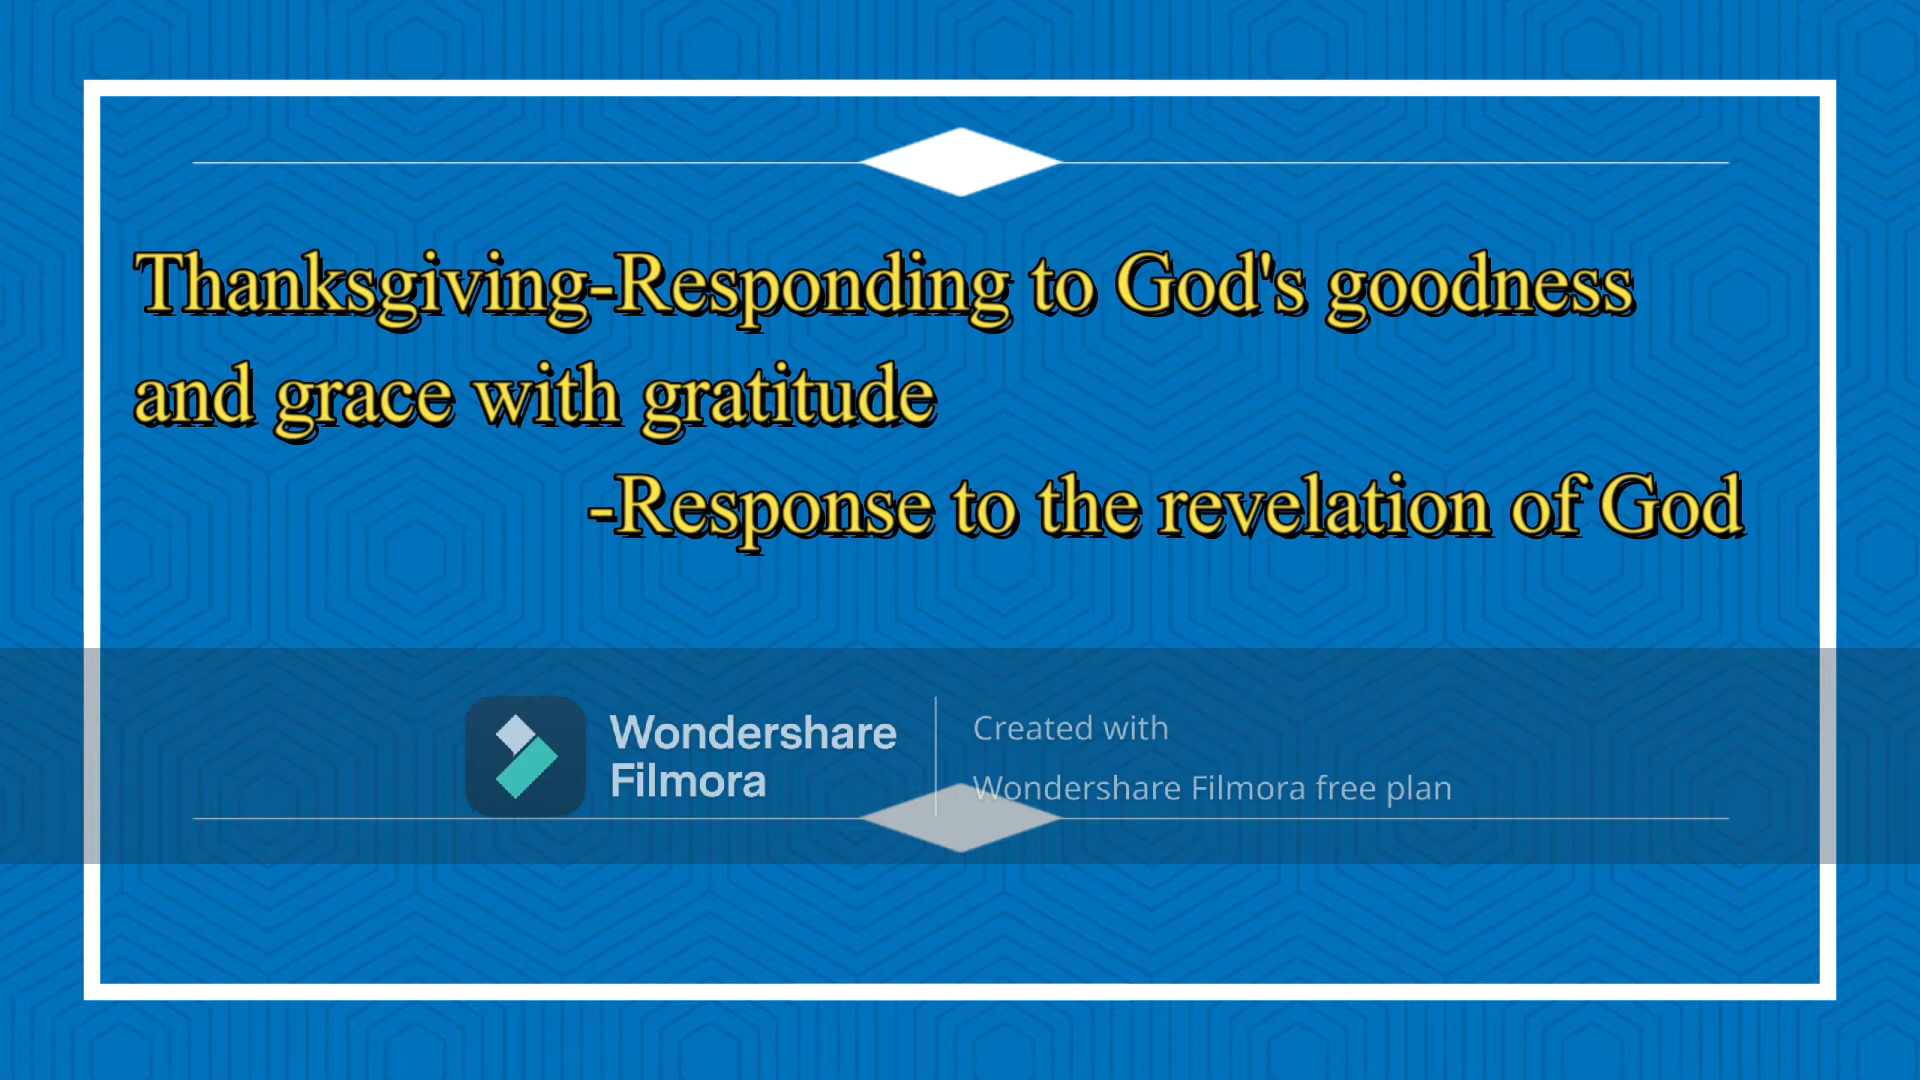 Thanksgiving-Responding to God's goodness
and grace with gratitude
-Response to the revelation of God
Wondershare
Filmora
Created with
Wondershare Filmora free plan